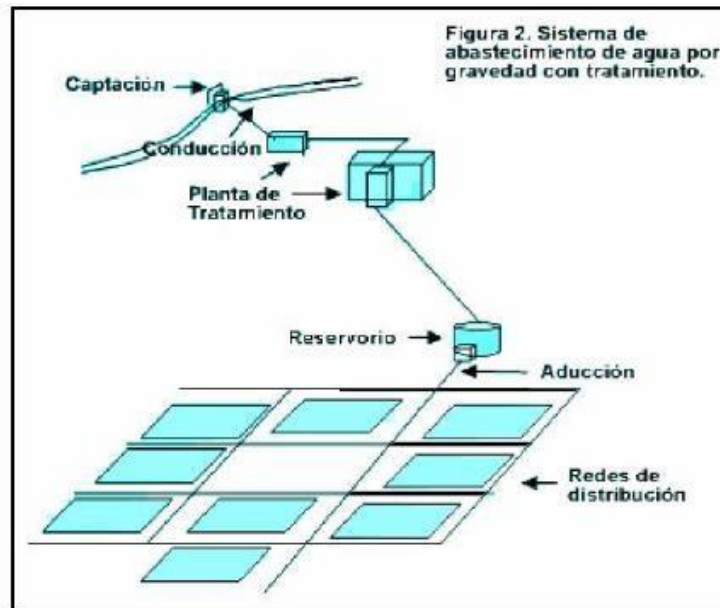 Figura 2. Sistema de
abastecimiento de agua por
gravedad con tratamiento.
Captación
Conducción
Planta de
Tratamiento
Reservorio
Aducción
Redes de
distribución